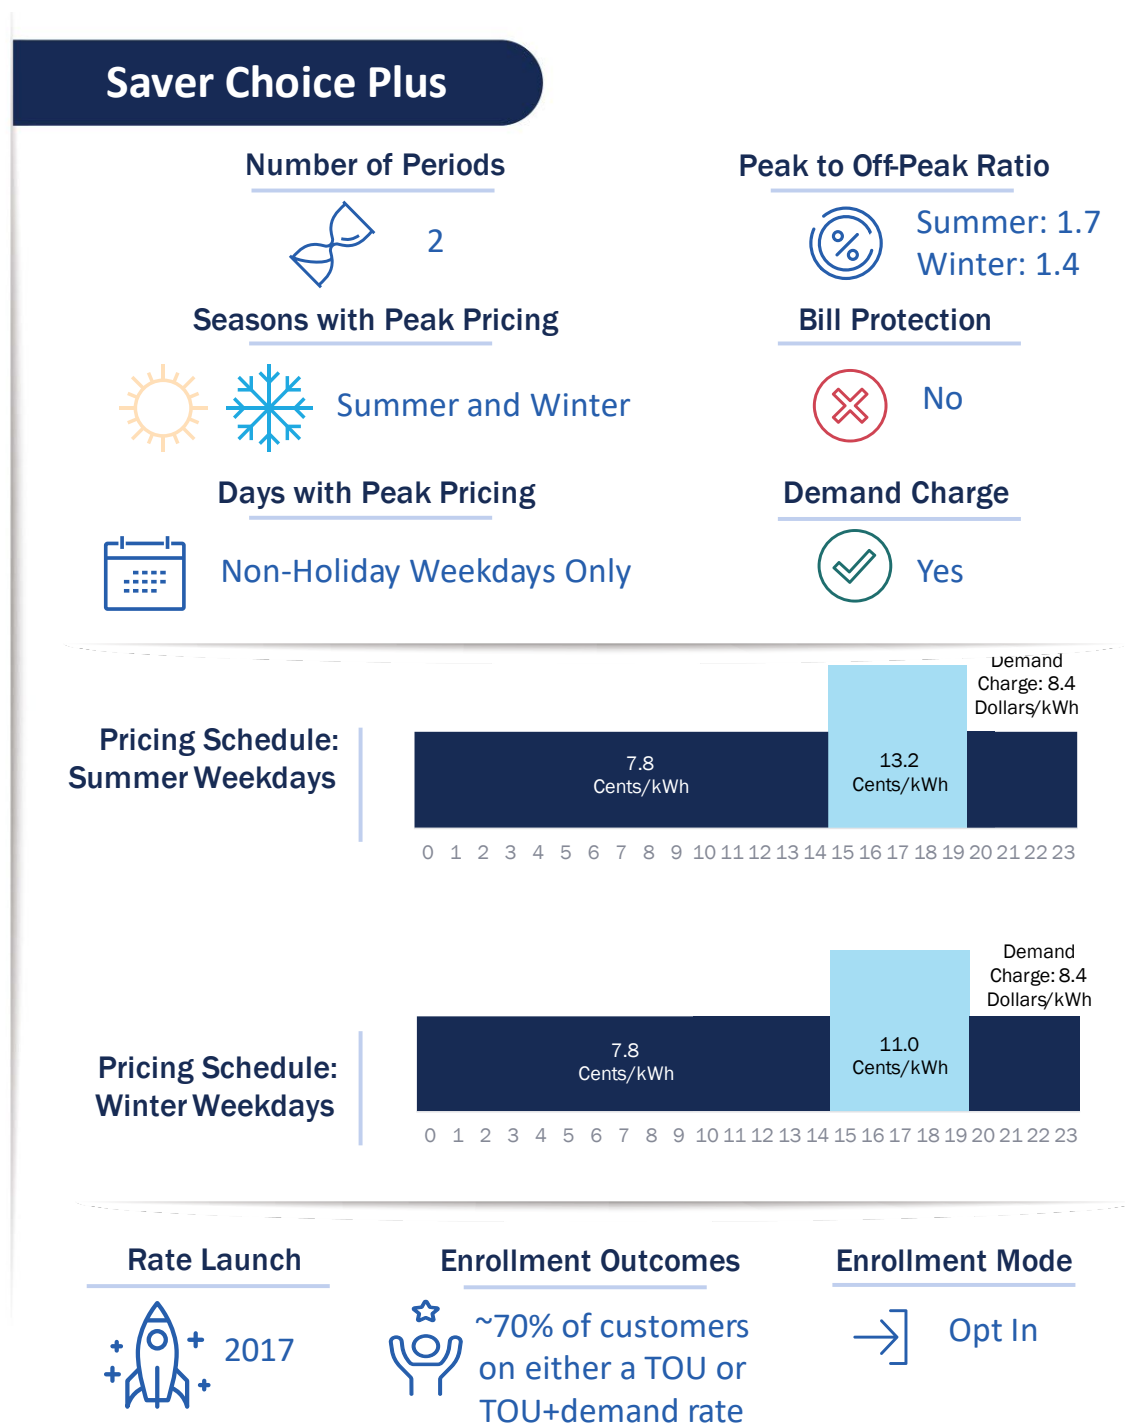 Saver Choice Plus
Number of Periods
2
Peak to Off-Peak Ratio
Summer: 1.7
Winter: 1.4
Seasons with Peak Pricing
Summer and Winter
Bill Protection
No
Days with Peak Pricing
Non-Holiday Weekdays Only
Demand Charge
Yes
Pricing Schedule:
Summer Weekdays
7.8
Cents/kWh
13.2
Cents/kWh
Demand
Charge: 8.4
Dollars/kWh
0 1 2 3 4 5 6 7 8 9 10 11 12 13 14 15 16 17 18 19 20 21 22 23
Pricing Schedule:
Winter Weekdays
7.8
Cents/kWh
11.0
Cents/kWh
Demand
Charge: 8.4
Dollars/kWh
0 1 2 3 4 5 6 7 8 9 10 11 12 13 14 15 16 17 18 19 20 21 22 23
Rate Launch
2017
Enrollment Outcomes
~70% of customers
on either a TOU or
TOU+demand rate
Enrollment Mode
Opt In